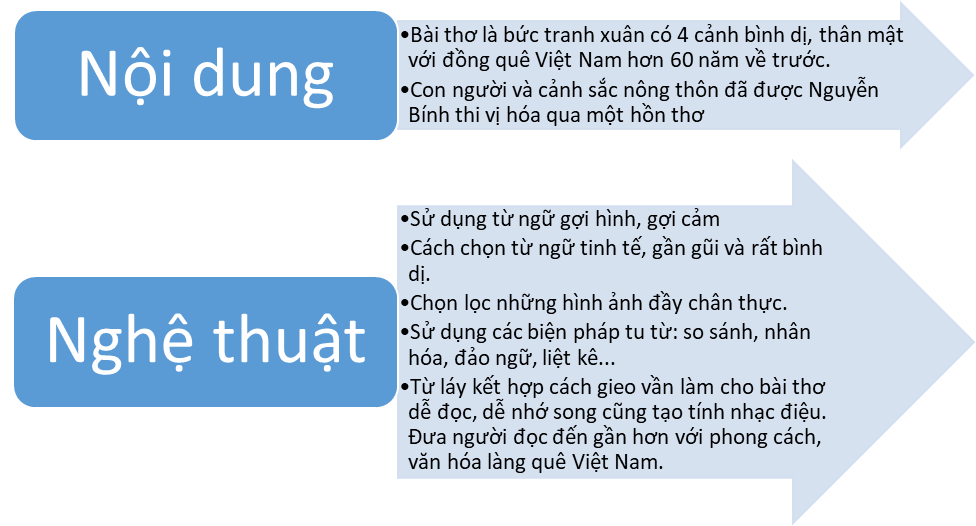 Nội dung
•Bài thơ là bức tranh xuân có 4 cảnh bình dị, thân mật
với đồng quê Việt Nam hơn 60 năm về trước.
•Con người và cảnh sắc nông thôn đã được Nguyễn
Bính thi vị hóa qua một hồn thơ
Nghệ thuật
•Sử dụng từ ngữ gợi hình, gợi cảm
•Cách chọn từ ngữ tinh tế, gần gũi và rất bình
dị.
•Chọn lọc những hình ảnh đầy chân thực.
•Sử dụng các biện pháp tu từ: so sánh, nhân
hóa, đảo ngữ, liệt kê...
•Từ láy kết hợp cách gieo vần làm cho bài thơ
dễ đọc, dễ nhớ song cũng tạo tính nhạc điệu.
Đưa người đọc đến gần hơn với phong cách,
văn hóa làng quê Việt Nam.